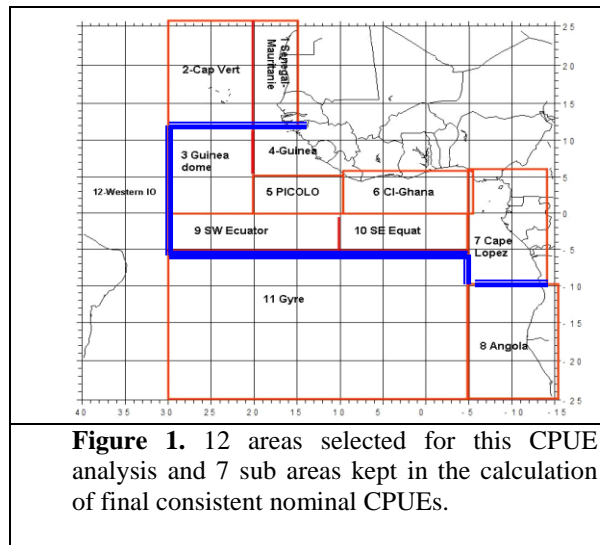 1 Senegal-
Mauritanie
2-Cap Vert
3 Guinea
dome
4-Guinea
12-Western IO
5 PICOLO
6 CI-Ghana
9 SW Ecuator
10 SE Equat
7 Cape
Lopez
11 Gyre
8 Angola
25
20
15
10
5
0
-5
-10
-15
-20
-25
40 35 30 25 20 15 10 5 0 -5 -10 -15
Figure 1. 12 areas selected for this CPUE
analysis and 7 sub areas kept in the calculation
of final consistent nominal CPUEs.